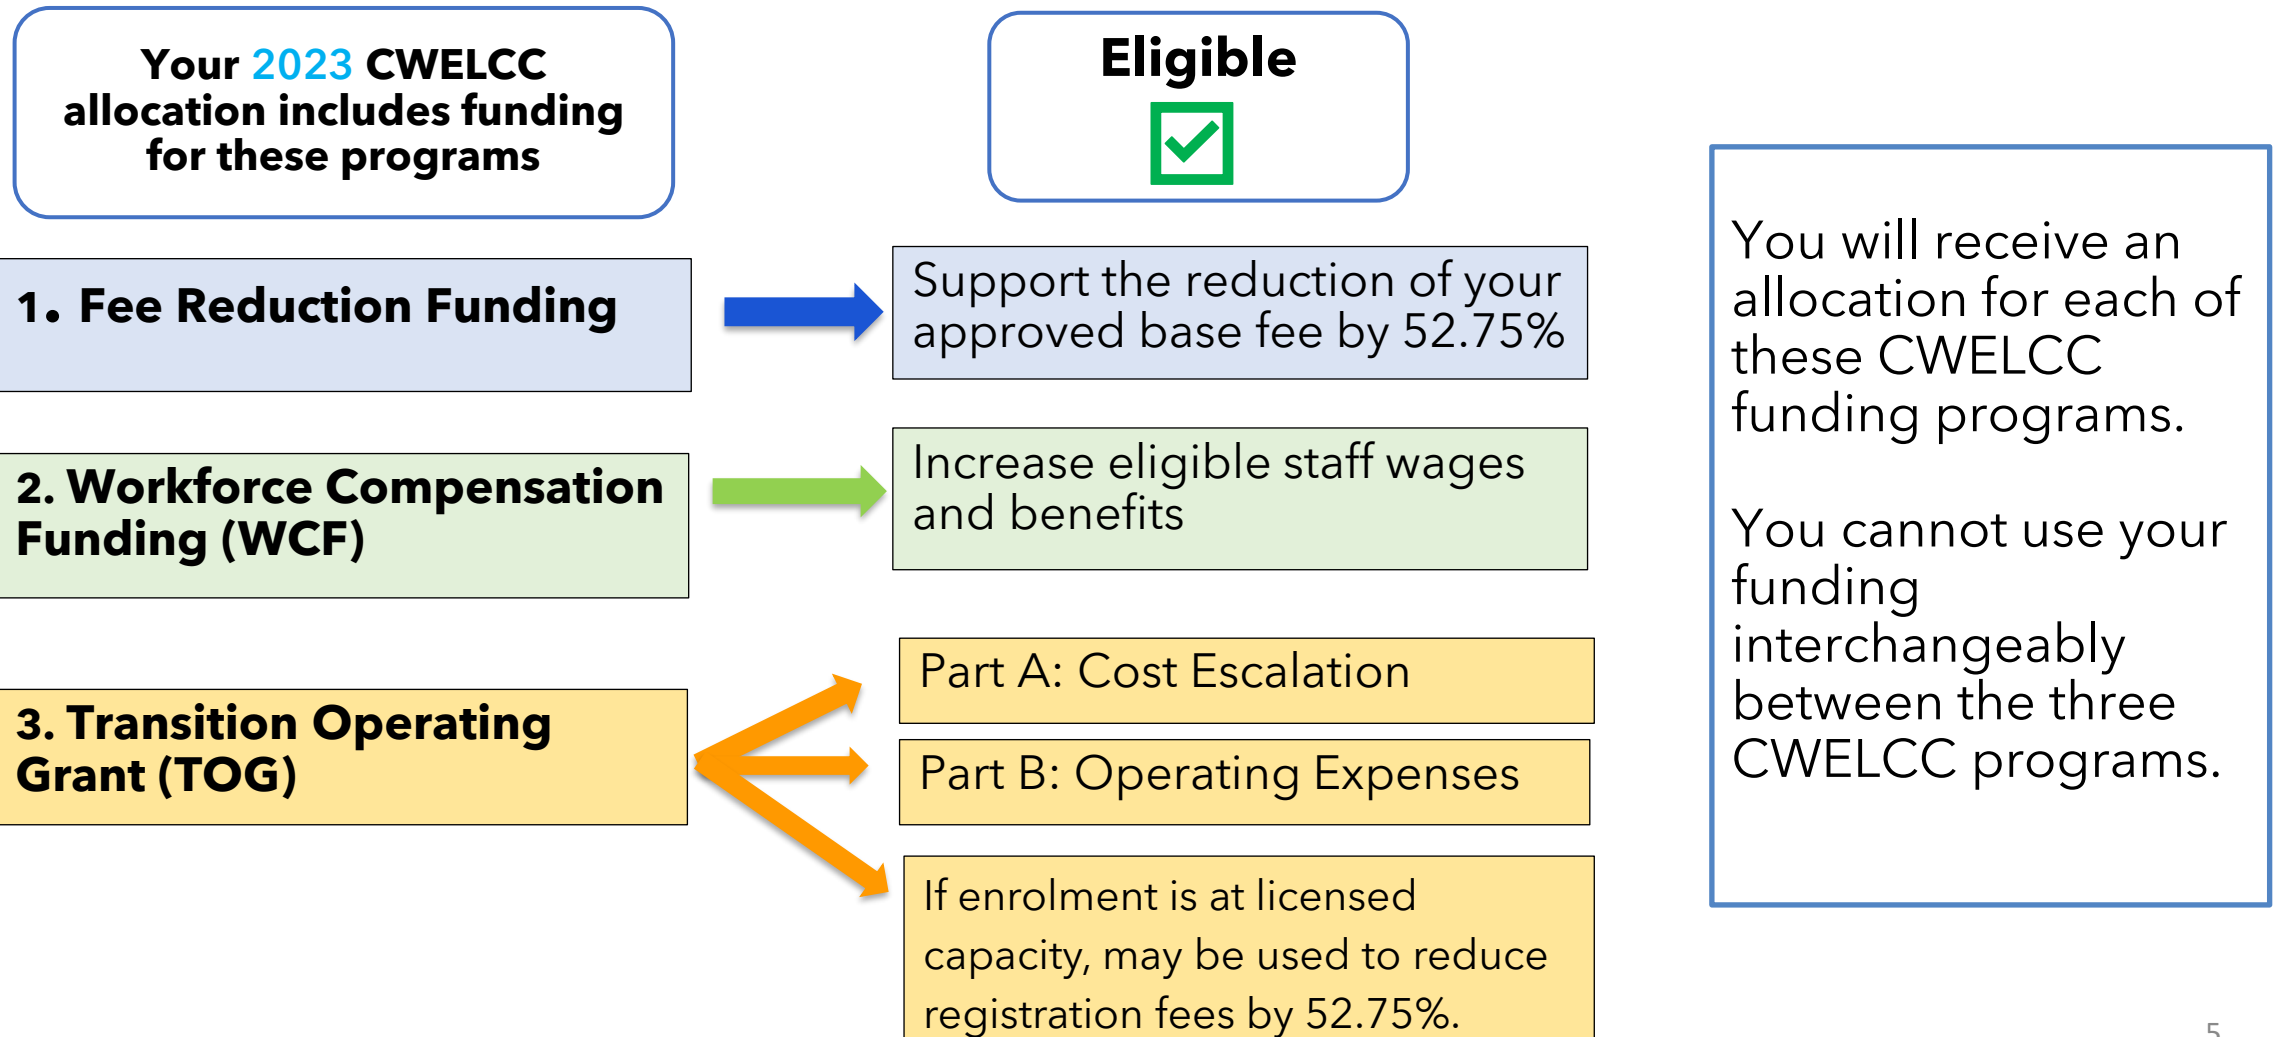 Your 2023 CWELCC
allocation includes funding
for these programs
Eligible
1. Fee Reduction Funding
Support the reduction of your
approved base fee by 52.75%
2. Workforce Compensation
Funding (WCF)
Increase eligible staff wages
and benefits
3. Transition Operating
Grant (TOG)
Part A: Cost Escalation
Part B: Operating Expenses
If enrolment is at licensed
capacity, may be used to reduce
registration fees by 52.75%.
You will receive an
allocation for each of
these CWELCC
funding programs.
You cannot use your
funding
interchangeably
between the three
CWELCC programs.
5